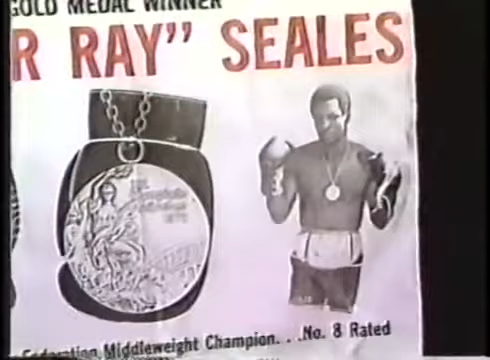 GOLD MEDAL WINNER
R RAY" SEALES
Federation Middleweight Champion. . .No. 8 Rated